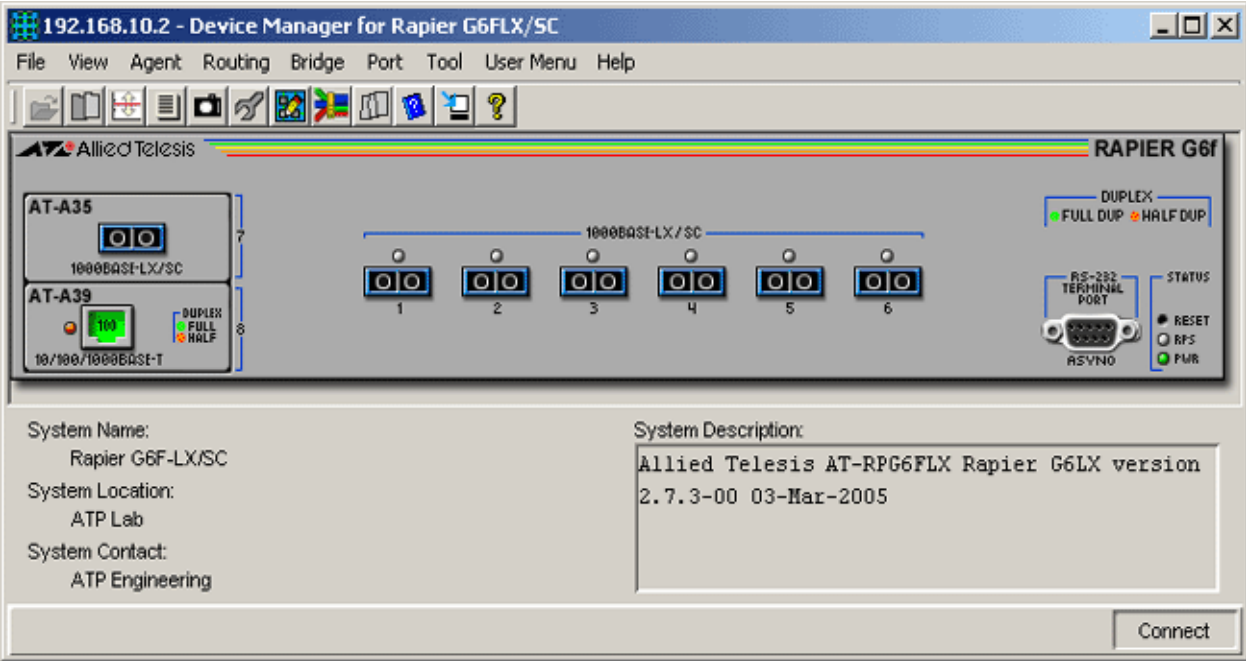 192.168.10.2 - Device Manager for Rapier G6FLX/SC
File View Agent Routing Bridge Port Tool User Menu Help
Allied Telesis
RAPIER G6f
AT-A35
1000BASE-LX/SC
7
AT-A39
100
DUPLEX
FULL
HALF
8
10/100/1000BASE-T
1000BASE-LX/SC
1 2 3 4 5 6
DUPLEX
FULL DUP HALF DUP
RS-232
TERMINAL
PORT
ASYN0
STATUS
RESET
RPS
PWR
System Name:
Rapier G6F-LX/SC
System Location:
ATP Lab
System Contact:
ATP Engineering
System Description:
Allied Telesis AT-RPG6FLX Rapier G6LX version
2.7.3-00 03-Mar-2005
Connect